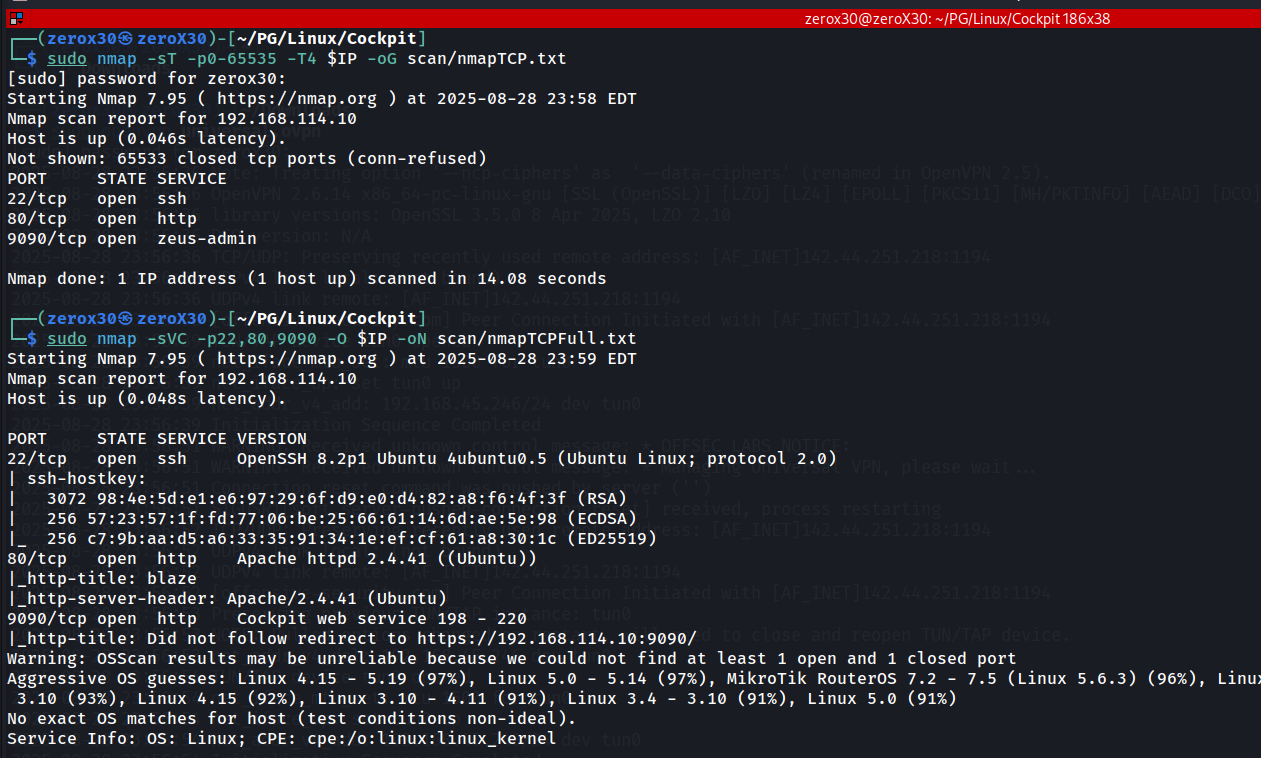 zerox30@zeroX30: ~/PG/Linux/Cockpit 186x38
┌──(zerox30㉿zeroX30)-[~/PG/Linux/Cockpit]
└─$ sudo nmap -sT -p0-65535 -T4 $IP -oG scan/nmapTCP.txt
[sudo] password for zerox30:
Starting Nmap 7.95 ( https://nmap.org ) at 2025-08-28 23:58 EDT
Nmap scan report for 192.168.114.10
Host is up (0.046s latency).
Not shown: 65533 closed tcp ports (conn-refused)
PORT     STATE SERVICE
22/tcp   open  ssh
80/tcp   open  http
9090/tcp open  zeus-admin
Nmap done: 1 IP address (1 host up) scanned in 14.08 seconds
┌──(zerox30㉿zeroX30)-[~/PG/Linux/Cockpit]
└─$ sudo nmap -sVC -p22,80,9090 -O $IP -oN scan/nmapTCPFull.txt
Starting Nmap 7.95 ( https://nmap.org ) at 2025-08-28 23:59 EDT
Nmap scan report for 192.168.114.10
Host is up (0.048s latency).
PORT     STATE SERVICE VERSION
22/tcp   open  ssh     OpenSSH 8.2p1 Ubuntu 4ubuntu0.5 (Ubuntu Linux; protocol 2.0)
| ssh-hostkey:
|   3072 98:4e:5d:e1:e6:97:29:6f:d9:e0:d4:82:a8:f6:4f:3f (RSA)
|   256 57:23:57:1f:fd:77:06:be:25:66:61:14:6d:ae:5e:98 (ECDSA)
|_  256 c7:9b:aa:d5:a6:33:35:91:34:1e:ef:cf:61:a8:30:1c (ED25519)
80/tcp   open  http    Apache httpd 2.4.41 ((Ubuntu))
|_http-title: blaze
|_http-server-header: Apache/2.4.41 (Ubuntu)
9090/tcp open  http    Cockpit web service 198 - 220
|_http-title: Did not follow redirect to https://192.168.114.10:9090/
Warning: OSScan results may be unreliable because we could not find at least 1 open and 1 closed port
Aggressive OS guesses: Linux 4.15 - 5.19 (97%), Linux 5.0 - 5.14 (97%), MikroTik RouterOS 7.2 - 7.5 (Linux 5.6.3) (96%), Linux
3.10 (93%), Linux 4.15 (92%), Linux 3.10 - 4.11 (91%), Linux 3.4 - 3.10 (91%), Linux 5.0 (91%)
No exact OS matches for host (test conditions non-ideal).
Service Info: OS: Linux; CPE: cpe:/o:linux:linux_kernel